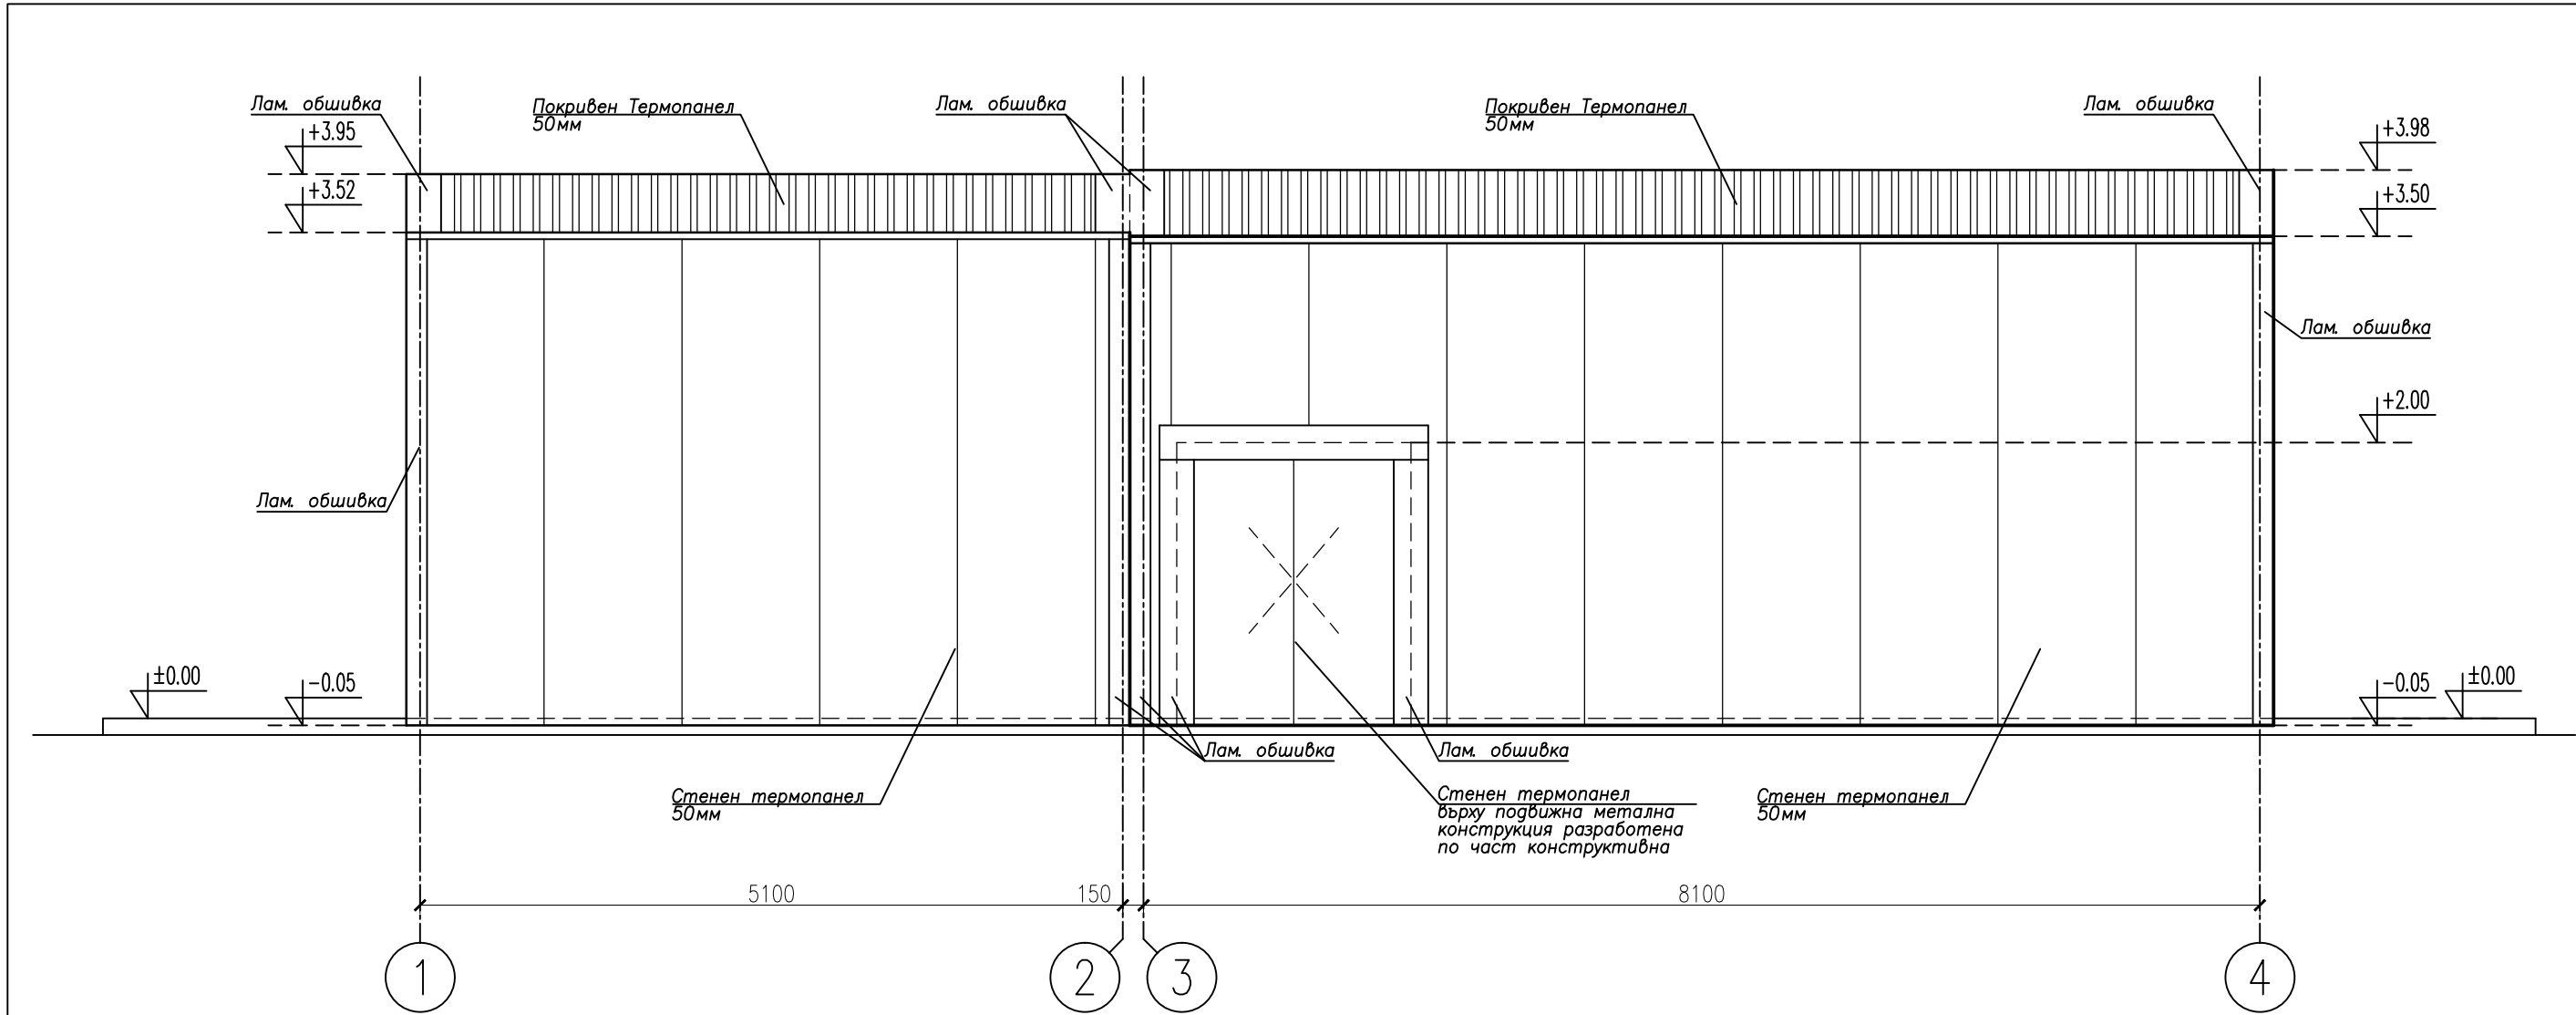 Лам. обшивка
Покривен Термопанел
50мм
Лам. обшивка
Покривен Термопанел
50мм
Лам. обшивка
+3.95
+3.98
+3.52
+3.50
Лам. обшивка
+2.00
Лам. обшивка
±0.00
-0.05
-0.05
±0.00
Лам. обшивка
Лам. обшивка
Стенен термопанел
50мм
Стенен термопанел
върху подвижна метална
конструкция разработена
по част конструктивна
Стенен термопанел
50мм
5100
150
8100
1
2
3
4